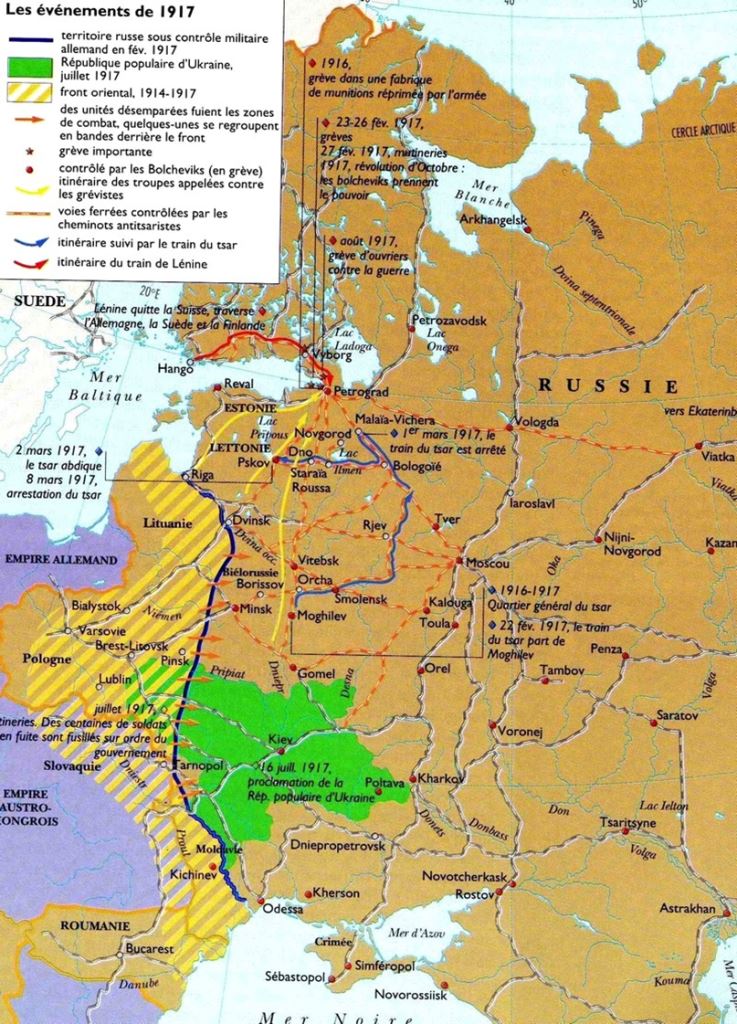 Les événements de 1917
territoire russe sous contrôle militaire
allemand en fév. 1917
République populaire d'Ukraine,
juillet 1917
front oriental, 1914-1917
des unités désemparées fuient les zones
de combat, quelques-unes se regroupent
en bandes derrière le front
grève importante
contrôlé par les Bolcheviks (en grève)
itinéraire des troupes appelées contre
les grévistes
voies ferrées contrôlées par les
cheminots antitsaristes
itinéraire suivi par le train du tsar
itinéraire du train de Lénine
40°
50°
1916,
grève dans une fabrique
de munitions réprimée par l'armée
23-26 fév. 1917,
grèves
27 fév. 1917, mutineries
1917, révolution d'Octobre :
les bolcheviks prennent
le pouvoir
CERCLE ARCTIQUE
Mer
Blanche
Arkhangelsk
Pinega
Dvina septentrionale
août 1917,
grève d'ouvriers
contre la guerre
20°E
SUÈDE
Lénine quitte la Suisse, traverse
l'Allemagne, la Suède et la Finlande
Petrozavodsk
Lac
Ladoga
Lac
Onega
Vyborg
Hangö
Mer
Baltique
Reval
Petrograd
RUSSIE
ESTONIE
Lac
Peïpous
Malaïa-Vichera
Novgorod
Vologda
vers Ekaterinb
1er mars 1917, le
train du tsar est arrêté
2 mars 1917,
le tsar abdique
8 mars 1917,
arrestation du tsar
LETTONIE
Pskov
Dno
Lac
Ilmen
Bologoïé
Staraïa
Roussa
Viatka
Viatka
Riga
Iaroslavl
Lituanie
Dvinsk
Dvina occ.
Rjev
Tver
Nijni-
Novgorod
Kazan
EMPIRE ALLEMAND
Vitebsk
Moscou
Oka
Biélorussie
Borissov
Orcha
Smolensk
1916-1917
Quartier général du tsar
22 fév. 1917, le train
du tsar part de
Moghilev
Bialystok
Niémen
Minsk
Moghilev
Kalouga
Toula
Varsovie
Brest-Litovsk
Pinsk
Penza
Pologne
Pripiat
Dniepr
Gomel
Desna
Orel
Tambov
Volga
Lublin
juillet 1917,
tineries. Des centaines de soldats
en fuite sont fusillés sur ordre du
gouvernement
Saratov
Voronej
Kiev
Slovaquie
Tarnopol
Dniestr
16 juill. 1917,
proclamation de la
Rép. populaire d'Ukraine
Poltava
Kharkov
EMPIRE
AUSTRO-
ONGROIS
Donets
Donbass
Don
Lac Ielton
Tsaritsyne
Volga
Prout
Moldavie
Dniepropetrovsk
Kichinev
Novotcherkask
Rostov
Kherson
Odessa
Astrakhan
ROUMANIE
Bucarest
Danube
Crimée
Mer d'Azov
Simféropol
Sébastopol
Novorossiisk
Kouma
Mer Casp
Mer Noire